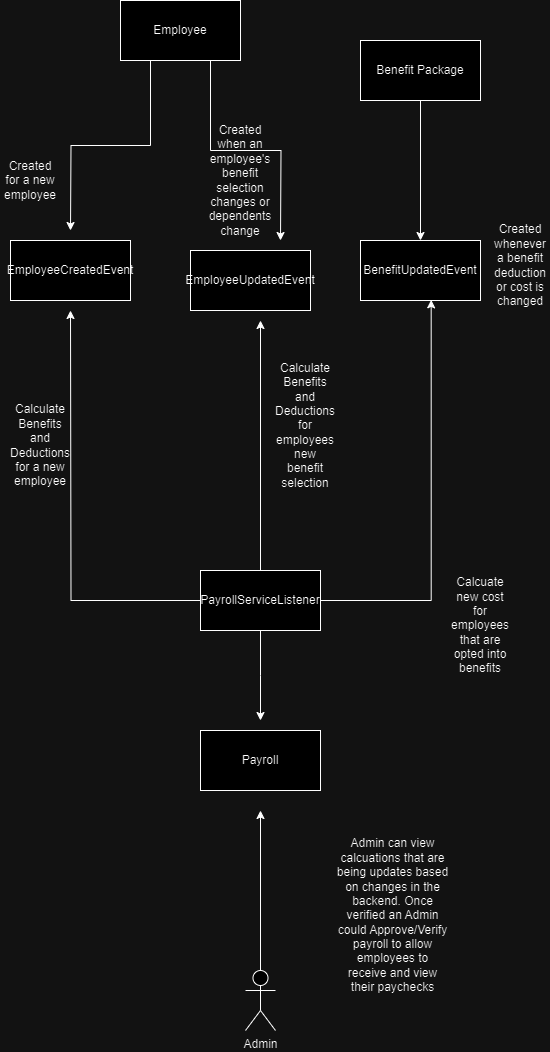 Employee
Benefit Package
Created
for a new
employee
Created
when an
employee's
benefit
selection
changes or
dependents
change
Created
whenever
a benefit
deduction
or cost is
changed
EmployeeCreatedEvent
EmployeeUpdatedEvent
BenefitUpdatedEvent
Calculate
Benefits
and
Deductions
for a new
employee
Calculate
Benefits
and
Deductions
for
employees
new
benefit
selection
PayrollServiceListener
Calcuate
new cost
for
employees
that are
opted into
benefits
Payroll
Admin can view
calcuations that are
being updates based
on changes in the
backend. Once
verified an Admin
could Approve/Verify
payroll to allow
employees to
receive and view
their paychecks
Admin